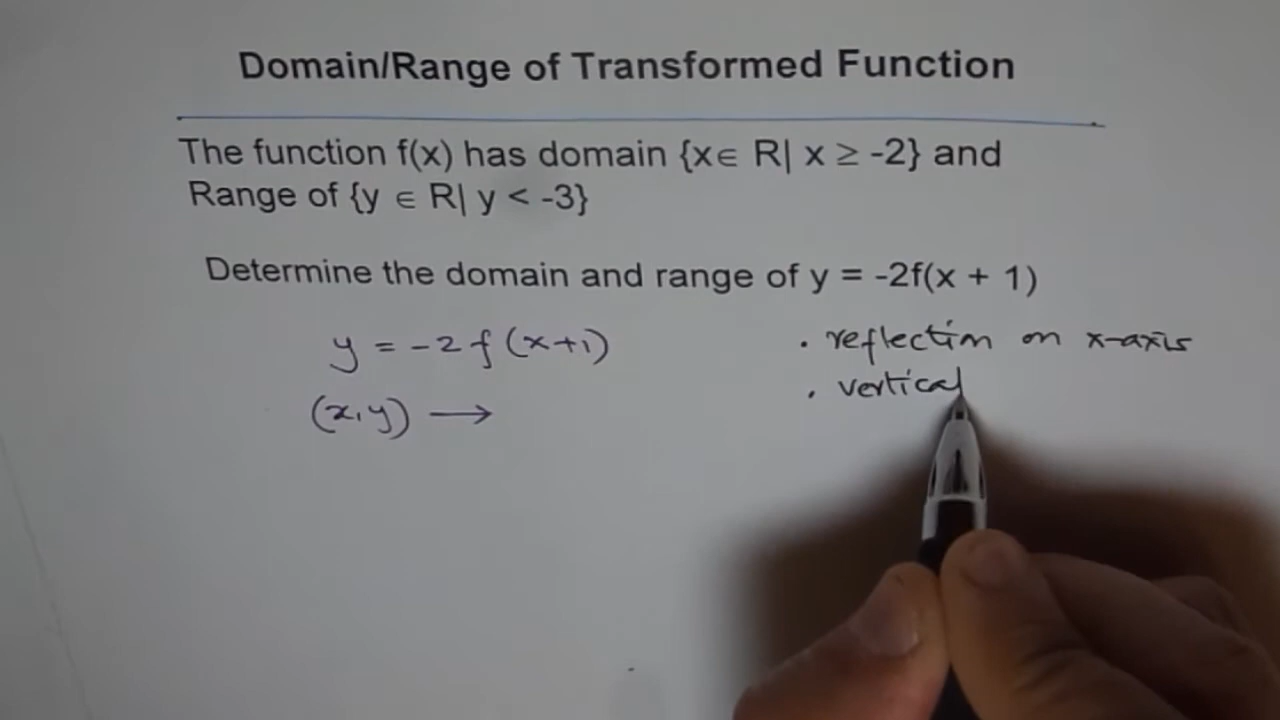 Domain/Range of Transformed Function
The function f(x) has domain {x∈ R| x ≥ -2} and
Range of {y ∈ R| y < -3}
Determine the domain and range of y = -2f(x + 1)
y = -2 f (x+1)
. reflection on x-axis
(x, y) →
. vertical